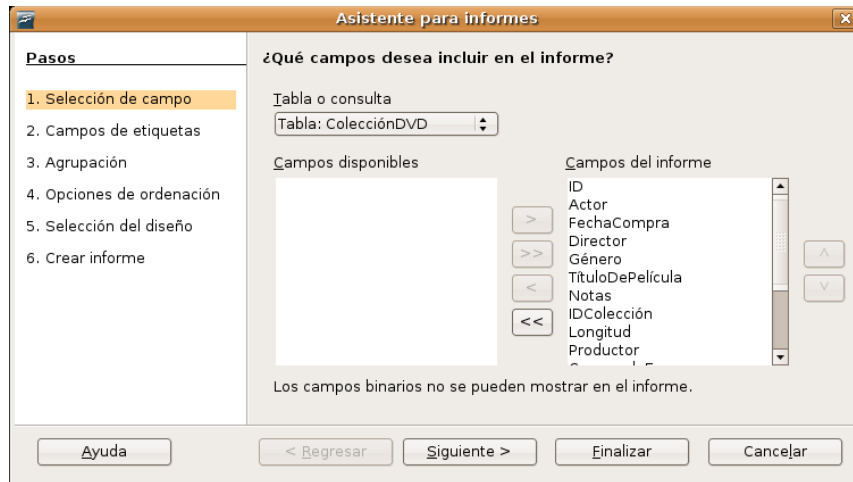 Asistente para informes
Pasos
1. Selección de campo
2. Campos de etiquetas
3. Agrupación
4. Opciones de ordenación
5. Selección del diseño
6. Crear informe
¿Qué campos desea incluir en el informe?
Tabla o consulta
Tabla: ColecciónDVD
Campos disponibles
>
>>
<
<<
Campos del informe
ID
Actor
FechaCompra
Director
Género
TítuloDePelícula
Notas
IDColección
Longitud
Productor
Los campos binarios no se pueden mostrar en el informe.
Ayuda
< Regresar
Siguiente >
Finalizar
Cancelar